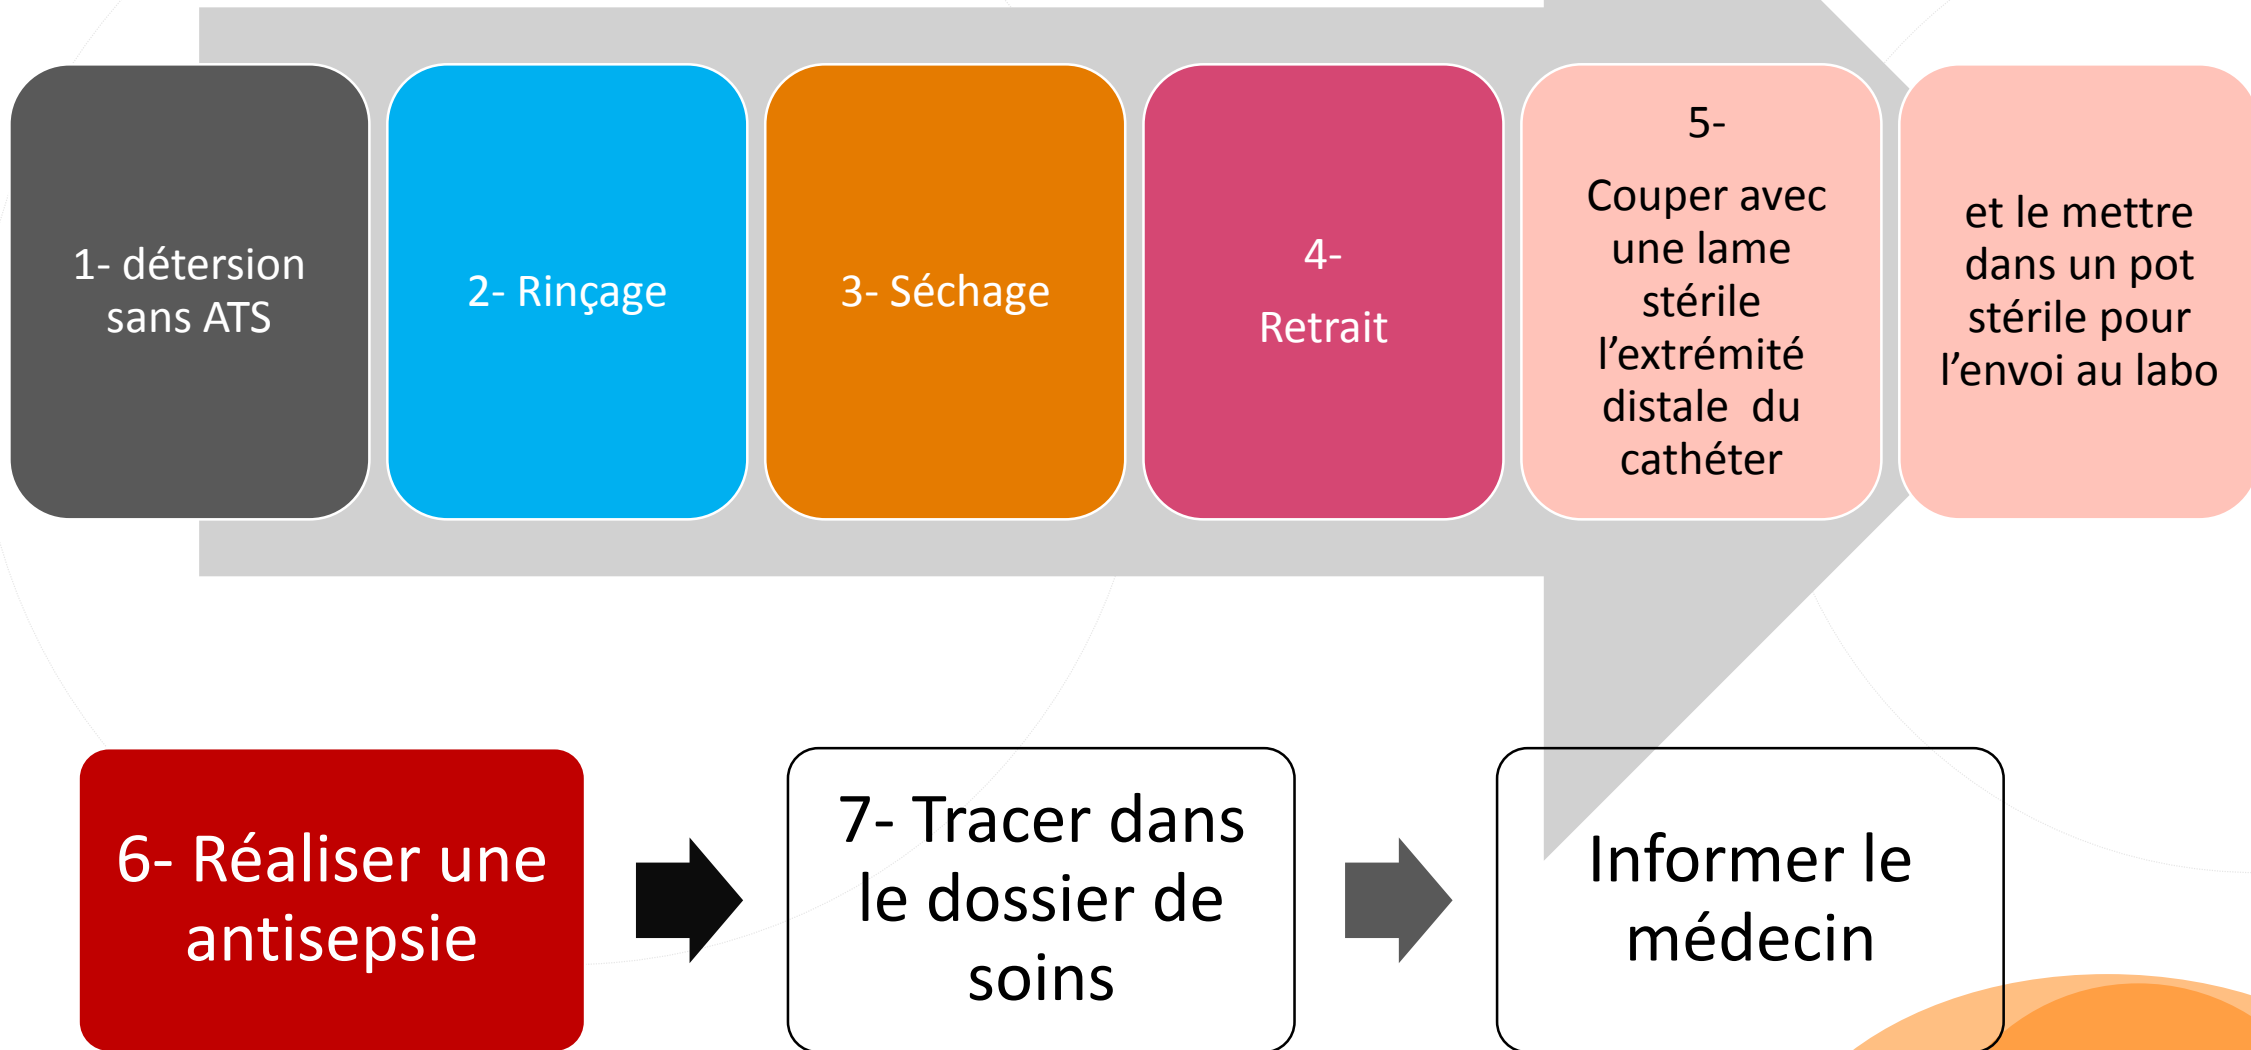 1- détersion
sans ATS
2- Rinçage
3- Séchage
4-
Retrait
5-
Couper avec
une lame
stérile
l’extrémité
distale  du
cathéter
et le mettre
dans un pot
stérile pour
l’envoi au labo
6- Réaliser une
antisepsie
7- Tracer dans
le dossier de
soins
Informer le
médecin